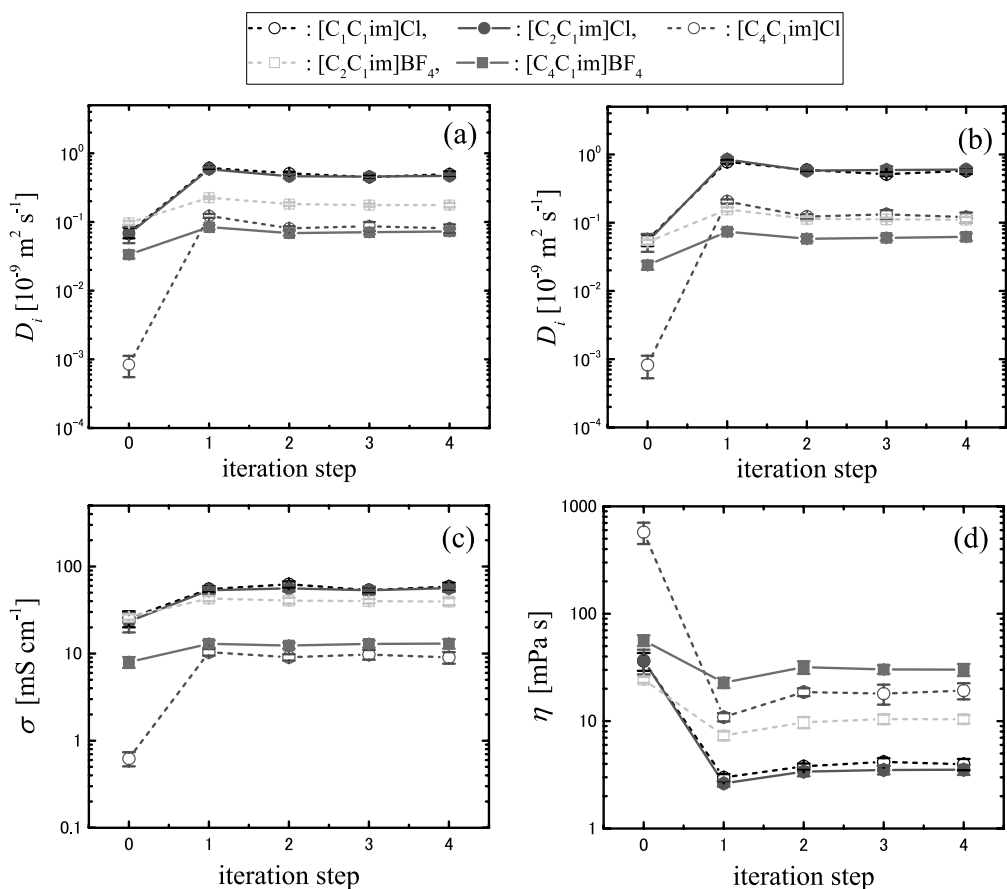 : [C₁C₁im]Cl, : [C₂C₁im]Cl, : [C₄C₁im]Cl
: [C₂C₁im]BF₄, : [C₄C₁im]BF₄
(a)
10⁰
10⁻¹
10⁻²
10⁻³
10⁻⁴
Dᵢ [10⁻⁹ m² s⁻¹]
0 1 2 3 4
iteration step
(b)
10⁰
10⁻¹
10⁻²
10⁻³
10⁻⁴
Dᵢ [10⁻⁹ m² s⁻¹]
0 1 2 3 4
iteration step
(c)
100
10
1
0.1
σ [mS cm⁻¹]
0 1 2 3 4
iteration step
(d)
1000
100
10
1
η [mPa s]
0 1 2 3 4
iteration step